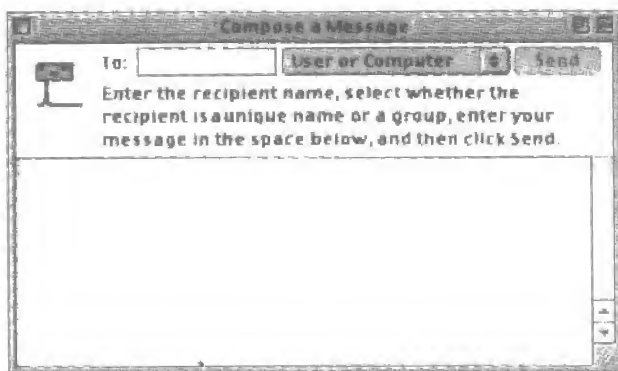 Compose a Message
To: User or Computer Send
Enter the recipient name, select whether the
recipient is aunique name or a group, enter your
message in the space below, and then click Send.